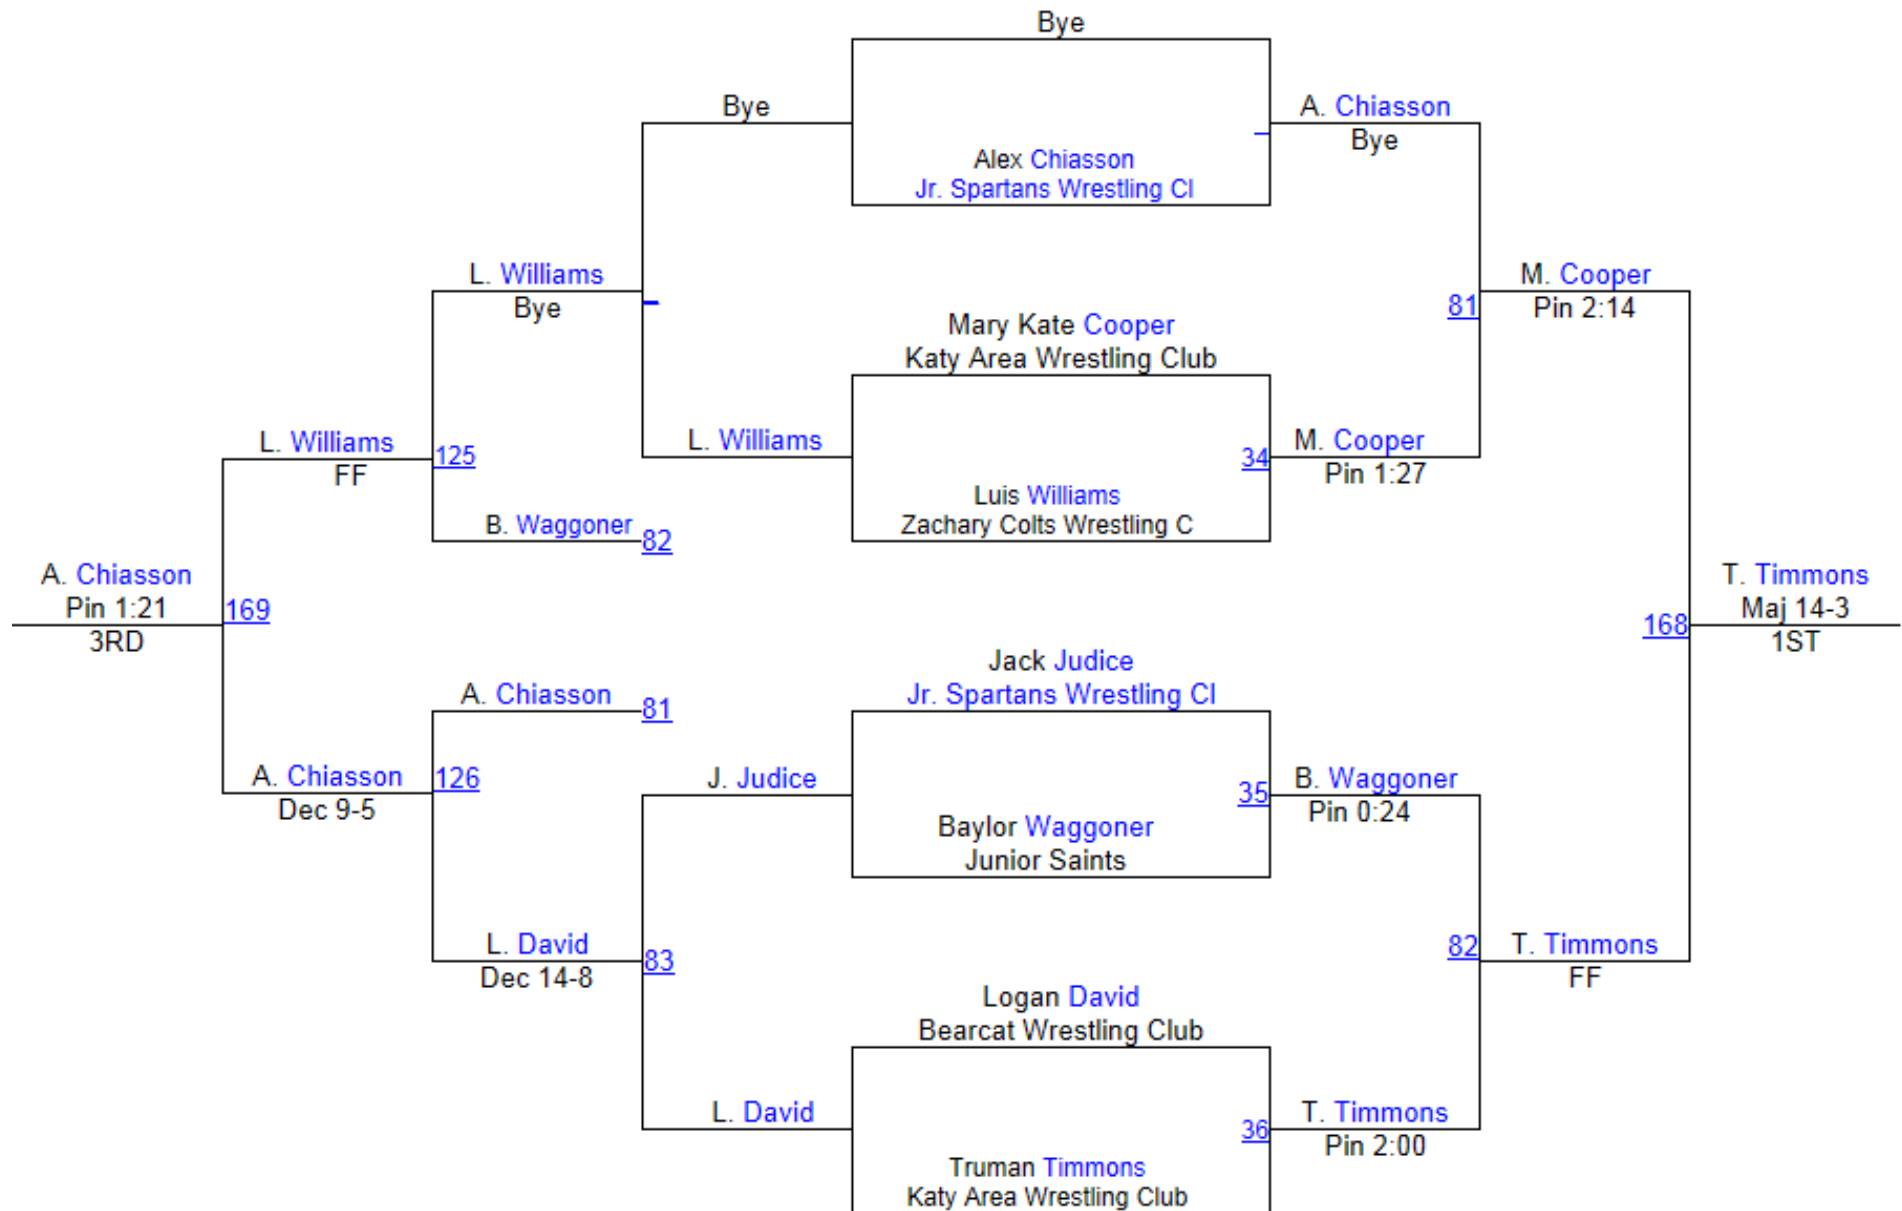 Bye
Bye
A. Chiasson
Bye
Alex Chiasson
Jr. Spartans Wrestling Cl
L. Williams
Bye
M. Cooper
Pin 2:14
81
Mary Kate Cooper
Katy Area Wrestling Club
L. Williams
FF
125
L. Williams
34
M. Cooper
Pin 1:27
Luis Williams
Zachary Colts Wrestling C
B. Waggoner
82
A. Chiasson
Pin 1:21
3RD
169
T. Timmons
Maj 14-3
1ST
168
Jack Judice
Jr. Spartans Wrestling Cl
A. Chiasson
81
A. Chiasson
Dec 9-5
126
J. Judice
35
B. Waggoner
Pin 0:24
Baylor Waggoner
Junior Saints
L. David
Dec 14-8
83
82
T. Timmons
FF
Logan David
Bearcat Wrestling Club
L. David
36
T. Timmons
Pin 2:00
Truman Timmons
Katy Area Wrestling Club